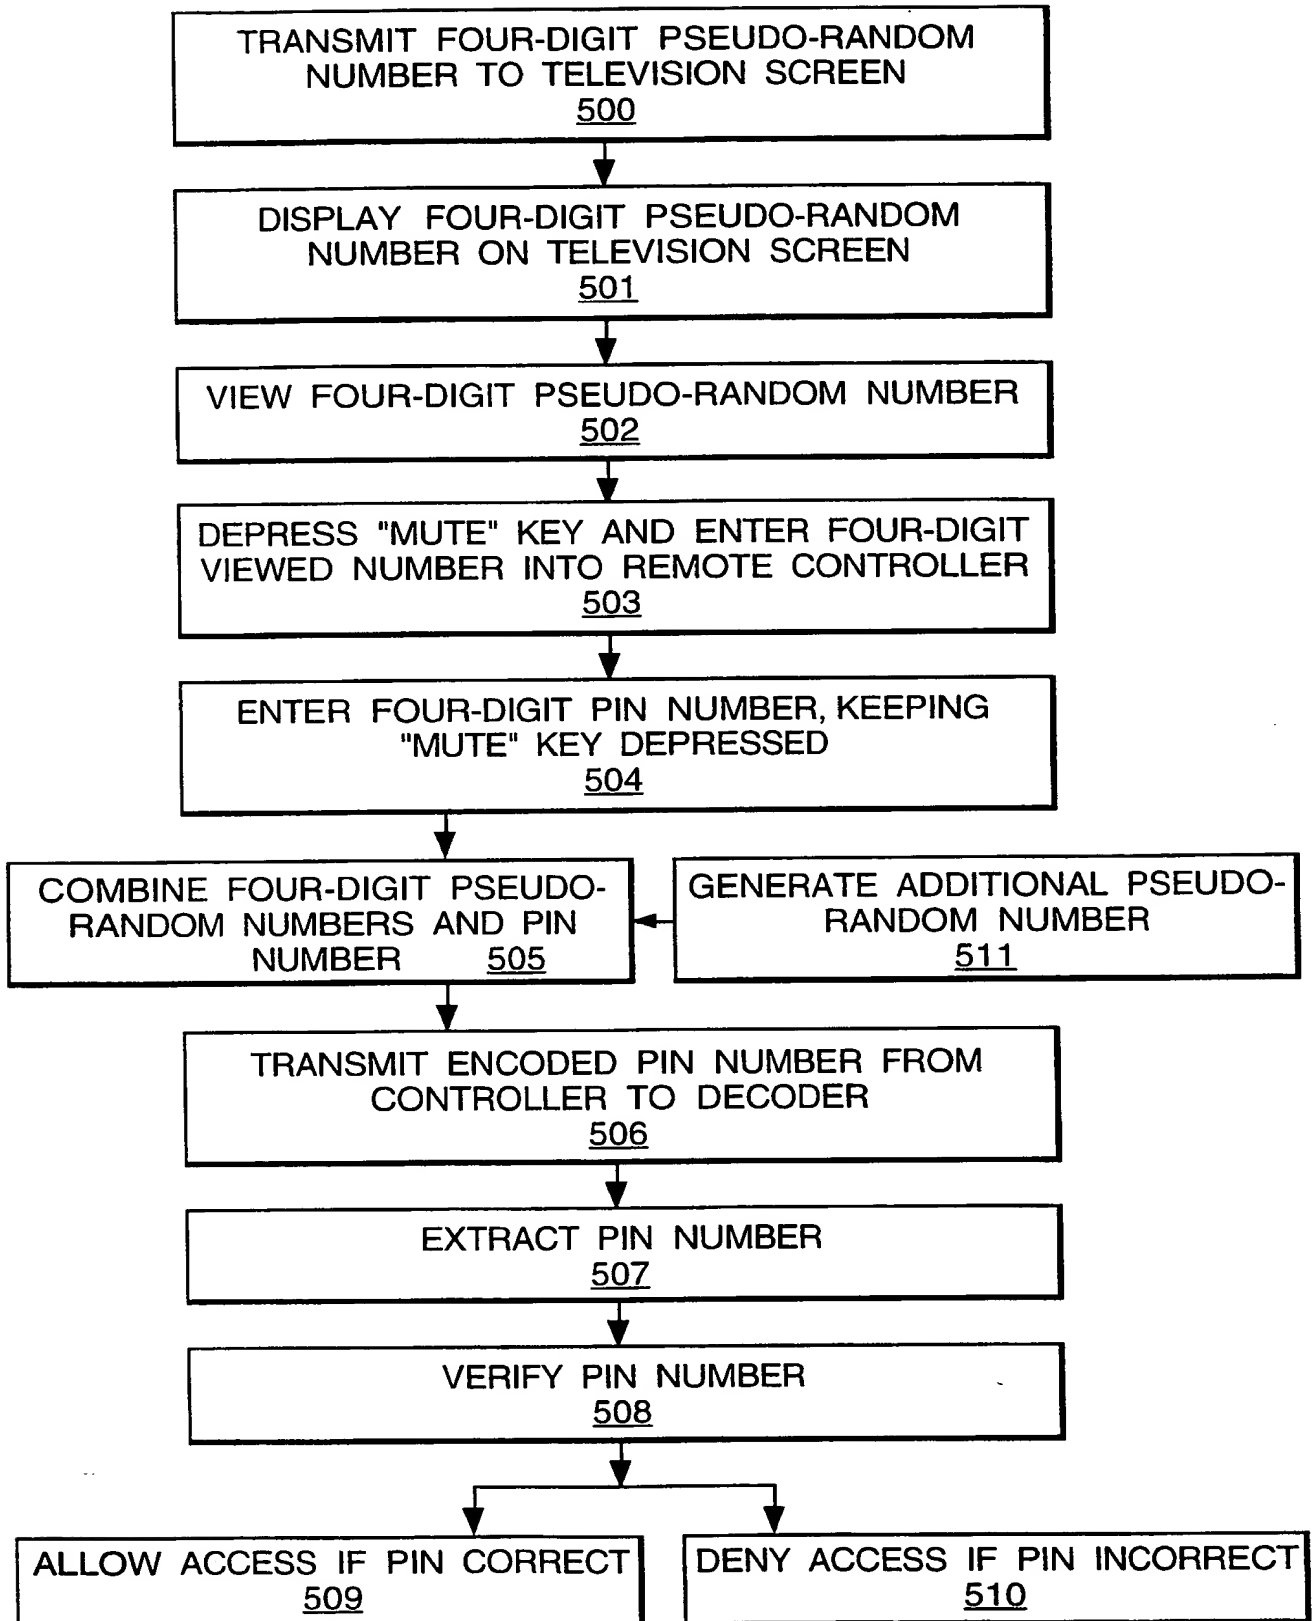 TRANSMIT FOUR-DIGIT PSEUDO-RANDOM
NUMBER TO TELEVISION SCREEN
500
DISPLAY FOUR-DIGIT PSEUDO-RANDOM
NUMBER ON TELEVISION SCREEN
501
VIEW FOUR-DIGIT PSEUDO-RANDOM NUMBER
502
DEPRESS "MUTE" KEY AND ENTER FOUR-DIGIT
VIEWED NUMBER INTO REMOTE CONTROLLER
503
ENTER FOUR-DIGIT PIN NUMBER, KEEPING
"MUTE" KEY DEPRESSED
504
COMBINE FOUR-DIGIT PSEUDO-
RANDOM NUMBERS AND PIN
NUMBER 505
GENERATE ADDITIONAL PSEUDO-
RANDOM NUMBER
511
TRANSMIT ENCODED PIN NUMBER FROM
CONTROLLER TO DECODER
506
EXTRACT PIN NUMBER
507
VERIFY PIN NUMBER
508
ALLOW ACCESS IF PIN CORRECT
509
DENY ACCESS IF PIN INCORRECT
510